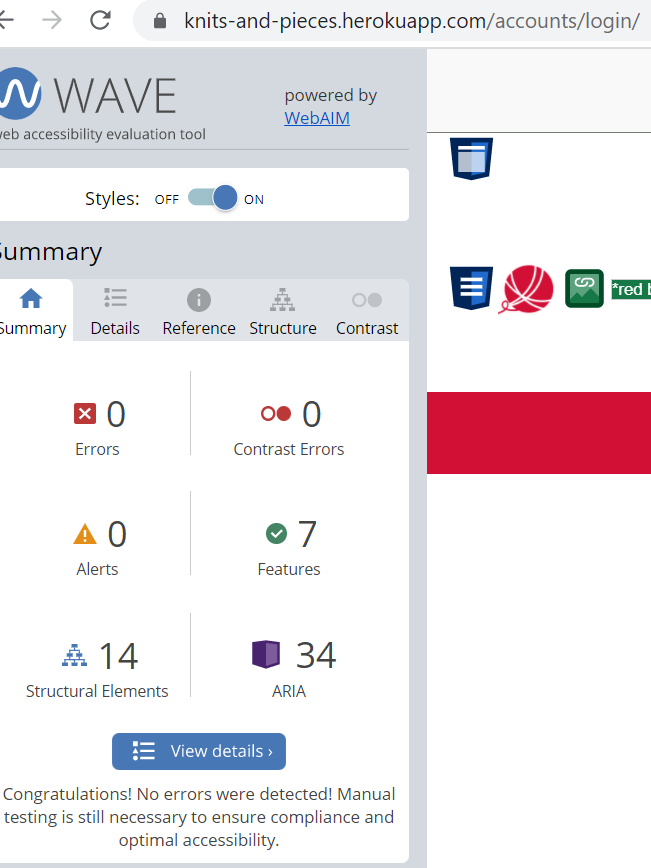 knits-and-pieces.herokuapp.com/accounts/login/
WAVE
web accessibility evaluation tool
powered by
WebAIM
Styles: OFF ON
Summary
Summary Details Reference Structure Contrast
0 0
Errors Contrast Errors
0 7
Alerts Features
14 34
Structural Elements ARIA
View details ›
Congratulations! No errors were detected! Manual
testing is still necessary to ensure compliance and
optimal accessibility.
*red